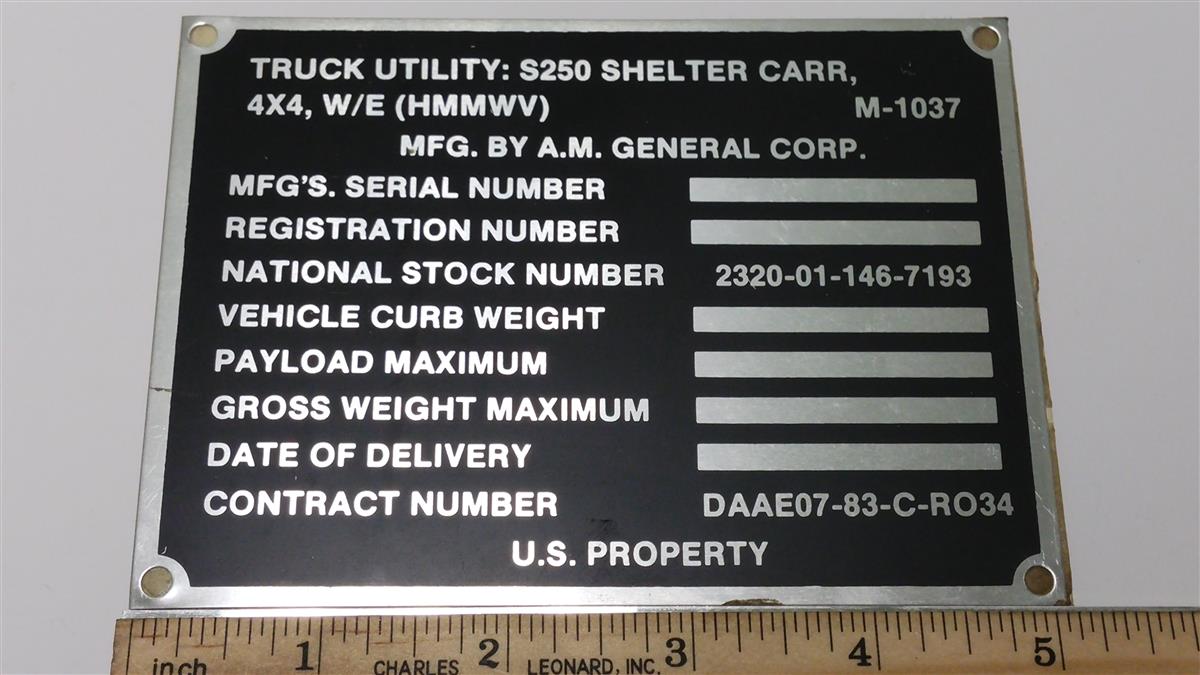 TRUCK UTILITY: S250 SHELTER CARR,
4X4, W/E (HMMWV) M-1037
MFG. BY A.M. GENERAL CORP.
MFG'S. SERIAL NUMBER
REGISTRATION NUMBER
NATIONAL STOCK NUMBER 2320-01-146-7193
VEHICLE CURB WEIGHT
PAYLOAD MAXIMUM
GROSS WEIGHT MAXIMUM
DATE OF DELIVERY
CONTRACT NUMBER DAAE07-83-C-RO34
U.S. PROPERTY
1 2 3 4 5
inch CHARLES LEONARD, INC.